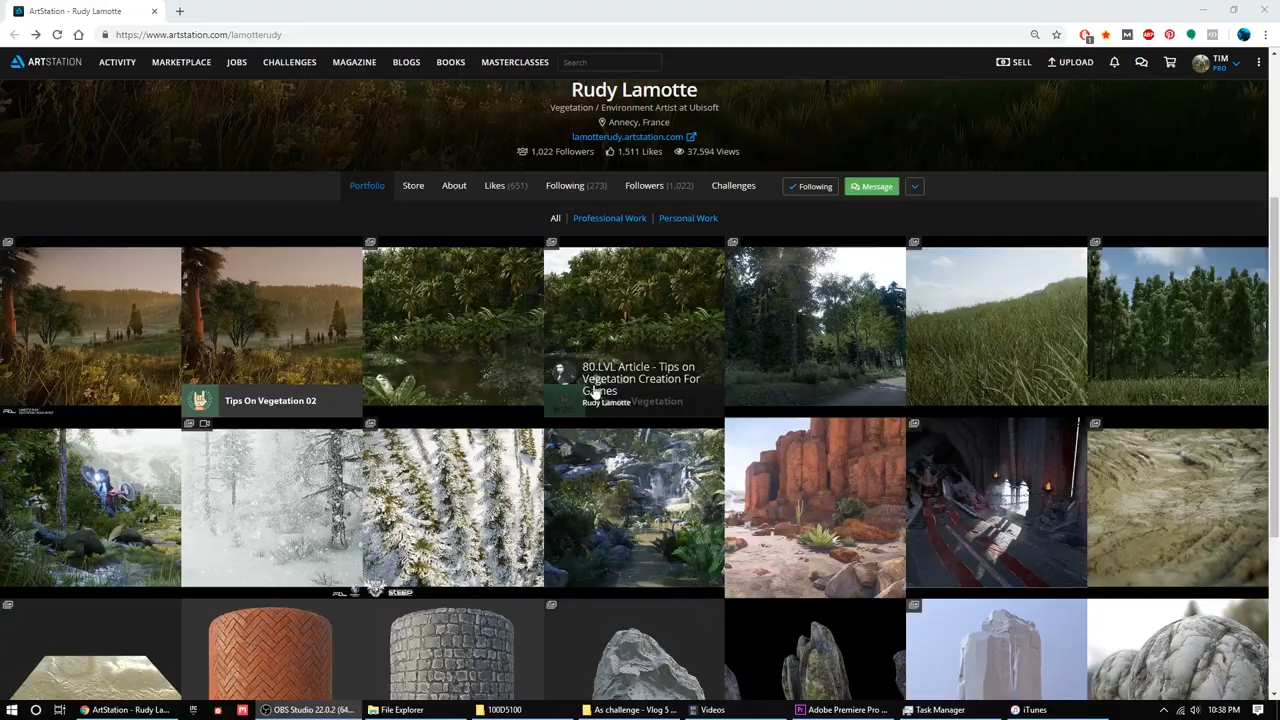 ArtStation - Rudy Lamotte
https://www.artstation.com/lamotterudy
ARTSTATION ACTIVITY MARKETPLACE JOBS CHALLENGES MAGAZINE BLOGS BOOKS MASTERCLASSES Search SELL UPLOAD TIM
PRO
Rudy Lamotte
Vegetation / Environment Artist at Ubisoft
Annecy, France
lamotterudy.artstation.com
1,022 Followers 1,511 Likes 37,594 Views
Portfolio Store About Likes (651) Following (273) Followers (1,022) Challenges Following Message
All | Professional Work | Personal Work
80.LVL Article - Tips on
Vegetation Creation For
Games
Rudy Lamotte
Vegetation
Tips On Vegetation 02
STEEP
ArtStation - Rudy La... OBS Studio 22.0.2 (64... File Explorer 100D5100 As challenge - Vlog 5 ... Videos Adobe Premiere Pro ... Task Manager iTunes 10:38 PM